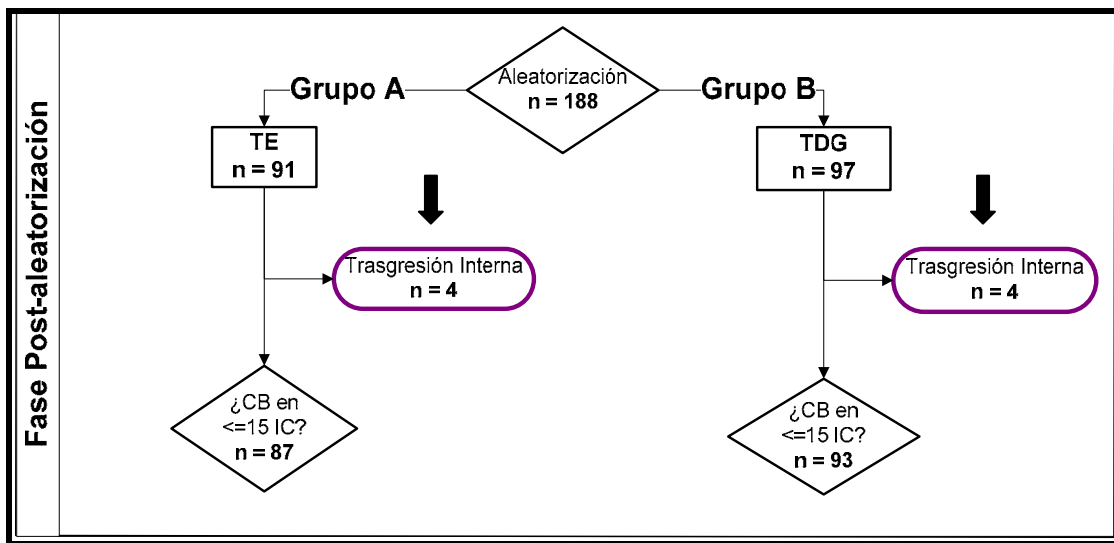 Fase Post-aleatorización
Aleatorización
n = 188
Grupo A
Grupo B
TE
n = 91
TDG
n = 97
Trasgresión Interna
n = 4
Trasgresión Interna
n = 4
¿CB en
<=15 IC?
n = 87
¿CB en
<=15 IC?
n = 93